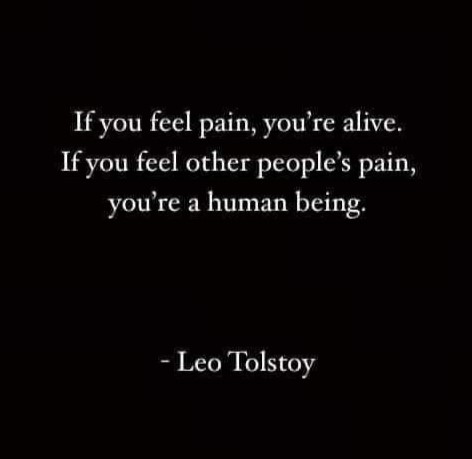 If you feel pain, you’re alive.
If you feel other people’s pain,
you’re a human being.
- Leo Tolstoy